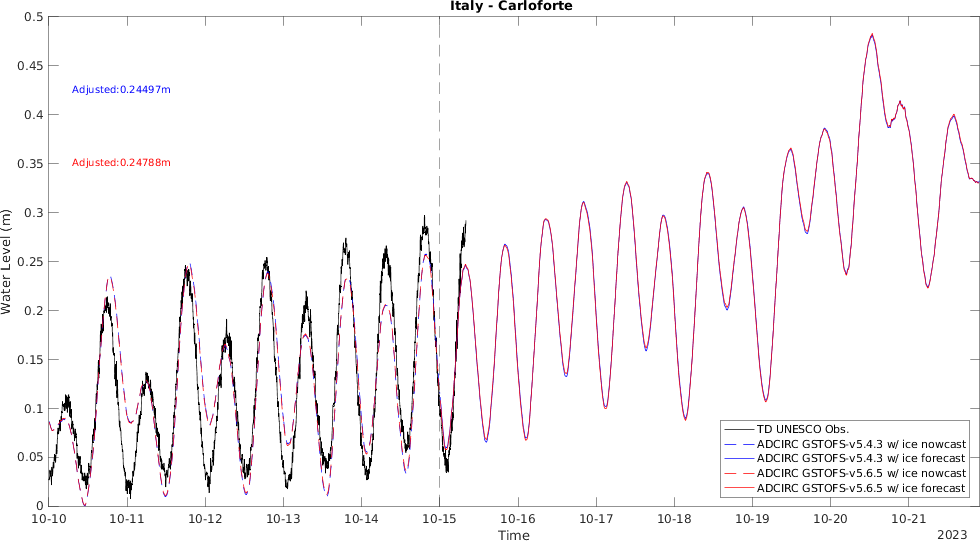 Italy - Carloforte
0.5
0.45
0.4
0.35
0.3
0.25
0.2
0.15
0.1
0.05
0
Water Level (m)
Adjusted:0.24497m
Adjusted:0.24788m
TD UNESCO Obs.
ADCIRC GSTOFS-v5.4.3 w/ ice nowcast
ADCIRC GSTOFS-v5.4.3 w/ ice forecast
ADCIRC GSTOFS-v5.6.5 w/ ice nowcast
ADCIRC GSTOFS-v5.6.5 w/ ice forecast
10-10 10-11 10-12 10-13 10-14 10-15 10-16 10-17 10-18 10-19 10-20 10-21
Time
2023